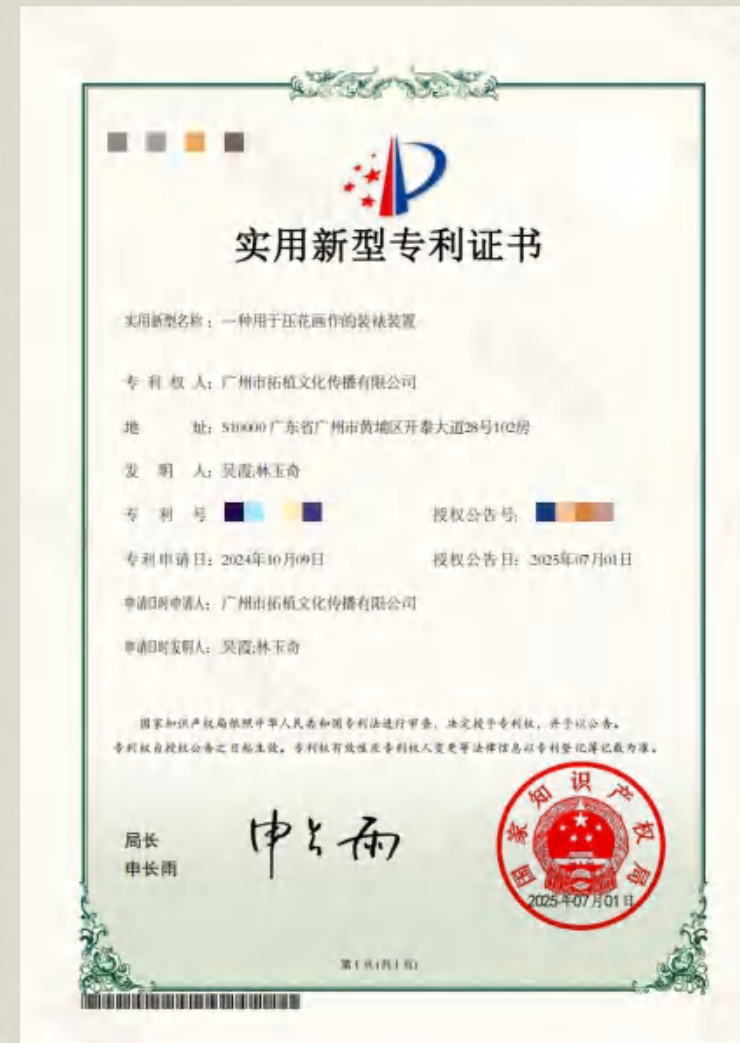 实用新型专利证书
实用新型名称：一种用于压花画作的装裱装置
专利权人：广州市拓植文化传播有限公司
地址：510000 广东省广州市黄埔区开泰大道28号102房
发明人：吴霞;林玉奇
专利号
授权公告号：
专利申请日：2024年10月09日
授权公告日：2025年07月01日
申请日时申请人：广州市拓植文化传播有限公司
申请日时发明人：吴霞;林玉奇
国家知识产权局依照中华人民共和国专利法进行审查，决定授予专利权，并予以公告。
专利权自授权公告之日起生效。专利权有效性及专利权人变更等法律信息以专利登记簿记载为准。
局长
申长雨
申长雨
国家知识产权局
2025年07月01日
第1页(共1页)